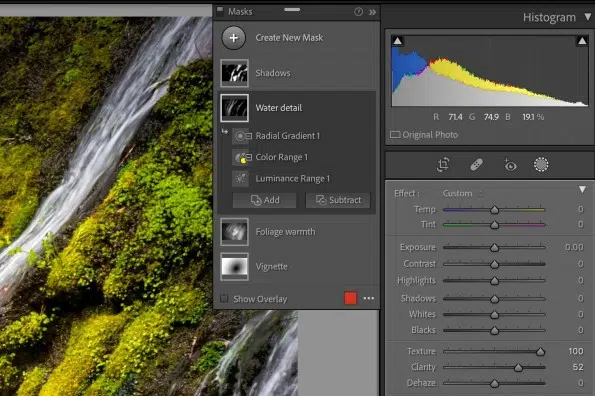 Masks
Create New Mask
Shadows
Water detail
Radial Gradient 1
Color Range 1
Luminance Range 1
Add Subtract
Foliage warmth
Vignette
Show Overlay
Histogram
R 71.4 G 74.9 B 19.1 %
Original Photo
Effect : Custom
Temp 0
Tint 0
Exposure 0.00
Contrast 0
Highlights 0
Shadows 0
Whites 0
Blacks 0
Texture 100
Clarity 52
Dehaze 0